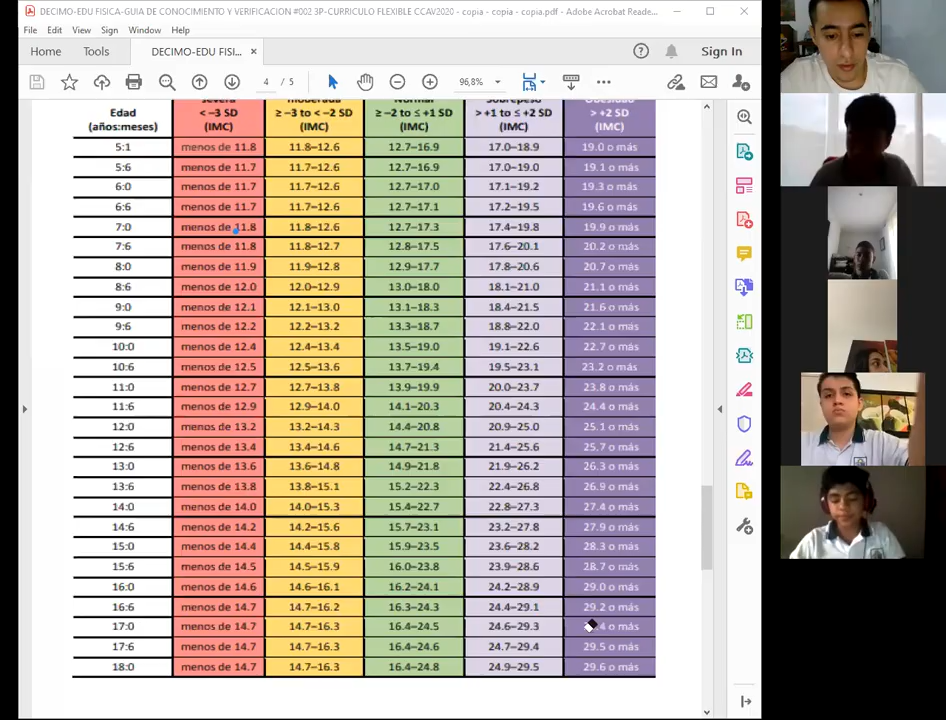 DECIMO-EDU FISICA-GUIA DE CONOCIMIENTO Y VERIFICACION #002 3P-CURRICULO FLEXIBLE CCAV2020 - copia - copia - copia.pdf - Adobe Acrobat Reade...
File Edit View Sign Window Help
Home Tools DECIMO-EDU FISI... × Sign In
4 / 5 96,8%
severa moderada Normal Sobrepeso Obesidad
Edad < −3 SD ≥ −3 to < −2 SD ≥ −2 to ≤ +1 SD > +1 to ≤ +2 SD > +2 SD
(años:meses) (IMC) (IMC) (IMC) (IMC) (IMC)
5:1 menos de 11.8 11.8–12.6 12.7–16.9 17.0–18.9 19.0 o más
5:6 menos de 11.7 11.7–12.6 12.7–16.9 17.0–19.0 19.1 o más
6:0 menos de 11.7 11.7–12.6 12.7–17.0 17.1–19.2 19.3 o más
6:6 menos de 11.7 11.7–12.6 12.7–17.1 17.2–19.5 19.6 o más
7:0 menos de 11.8 11.8–12.6 12.7–17.3 17.4–19.8 19.9 o más
7:6 menos de 11.8 11.8–12.7 12.8–17.5 17.6–20.1 20.2 o más
8:0 menos de 11.9 11.9–12.8 12.9–17.7 17.8–20.6 20.7 o más
8:6 menos de 12.0 12.0–12.9 13.0–18.0 18.1–21.0 21.1 o más
9:0 menos de 12.1 12.1–13.0 13.1–18.3 18.4–21.5 21.6 o más
9:6 menos de 12.2 12.2–13.2 13.3–18.7 18.8–22.0 22.1 o más
10:0 menos de 12.4 12.4–13.4 13.5–19.0 19.1–22.6 22.7 o más
10:6 menos de 12.5 12.5–13.6 13.7–19.4 19.5–23.1 23.2 o más
11:0 menos de 12.7 12.7–13.8 13.9–19.9 20.0–23.7 23.8 o más
11:6 menos de 12.9 12.9–14.0 14.1–20.3 20.4–24.3 24.4 o más
12:0 menos de 13.2 13.2–14.3 14.4–20.8 20.9–25.0 25.1 o más
12:6 menos de 13.4 13.4–14.6 14.7–21.3 21.4–25.6 25.7 o más
13:0 menos de 13.6 13.6–14.8 14.9–21.8 21.9–26.2 26.3 o más
13:6 menos de 13.8 13.8–15.1 15.2–22.3 22.4–26.8 26.9 o más
14:0 menos de 14.0 14.0–15.3 15.4–22.7 22.8–27.3 27.4 o más
14:6 menos de 14.2 14.2–15.6 15.7–23.1 23.2–27.8 27.9 o más
15:0 menos de 14.4 14.4–15.8 15.9–23.5 23.6–28.2 28.3 o más
15:6 menos de 14.5 14.5–15.9 16.0–23.8 23.9–28.6 28.7 o más
16:0 menos de 14.6 14.6–16.1 16.2–24.1 24.2–28.9 29.0 o más
16:6 menos de 14.7 14.7–16.2 16.3–24.3 24.4–29.1 29.2 o más
17:0 menos de 14.7 14.7–16.3 16.4–24.5 24.6–29.3 o más
17:6 menos de 14.7 14.7–16.3 16.4–24.6 24.7–29.4 29.5 o más
18:0 menos de 14.7 14.7–16.3 16.4–24.8 24.9–29.5 29.6 o más